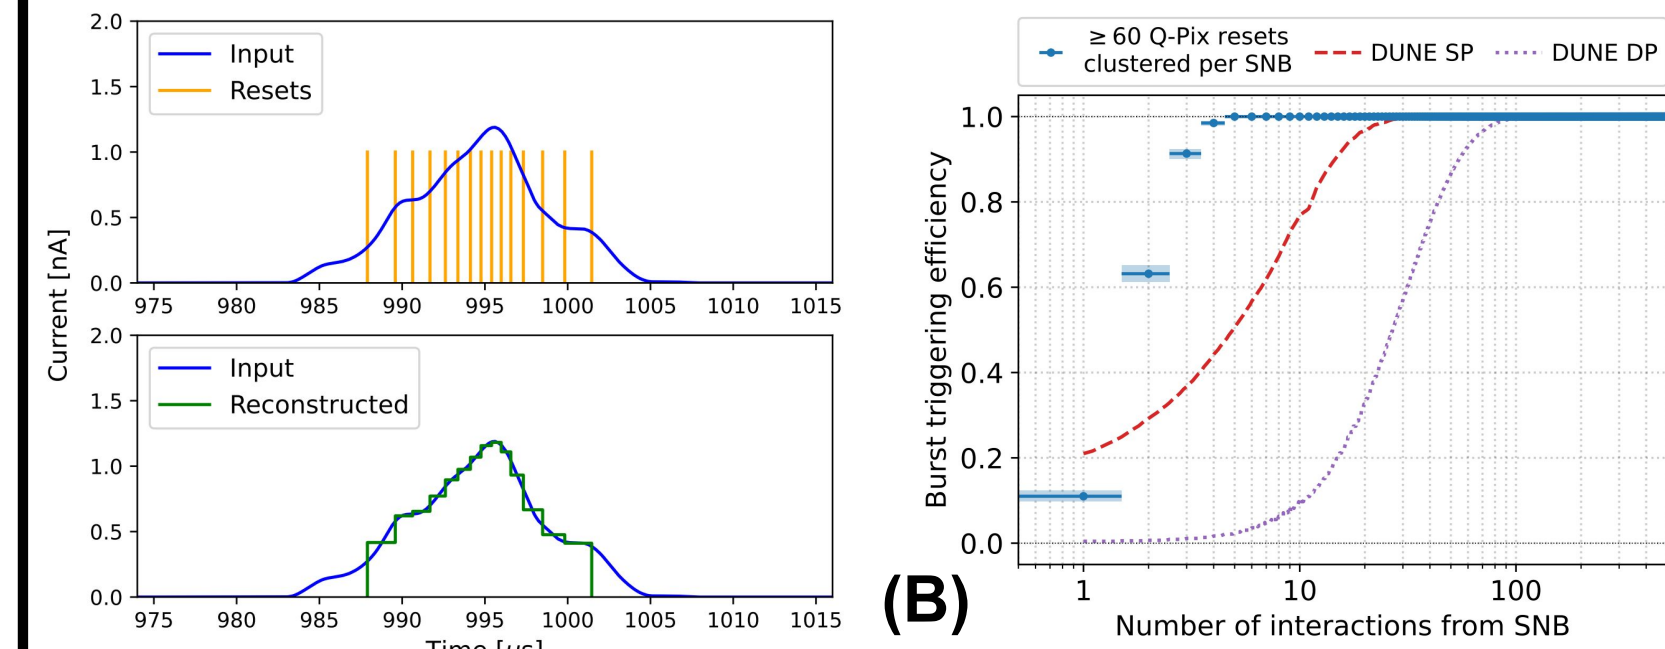 2.0
1.5
1.0
0.5
0.0
Input
Resets
975 980 985 990 995 1000 1005 1010 1015
Current [nA]
2.0
1.5
1.0
0.5
0.0
Input
Reconstructed
975 980 985 990 995 1000 1005 1010 1015
Time [μs]
(B)
≥ 60 Q-Pix resets
clustered per SNB
DUNE SP
DUNE DP
Burst triggering efficiency
1.0
0.8
0.6
0.4
0.2
0.0
1 10 100
Number of interactions from SNB